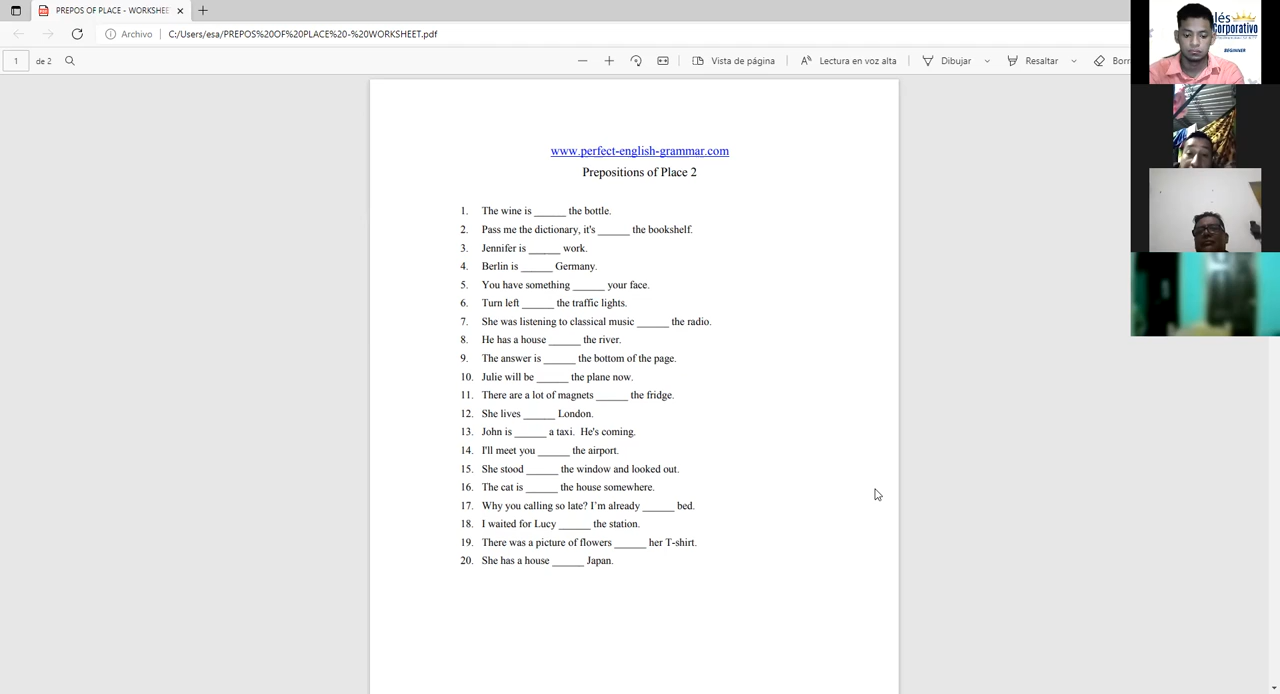 PREPOS OF PLACE - WORKSHEE
Archivo C:/Users/esa/PREPOS%20OF%20PLACE%20-%20WORKSHEET.pdf
1 de 2 Vista de página Lectura en voz alta Dibujar Resaltar Borr
lés
Corporativo
BEGINNER
www.perfect-english-grammar.com
Prepositions of Place 2
1. The wine is ______ the bottle.
2. Pass me the dictionary, it's ______ the bookshelf.
3. Jennifer is ______ work.
4. Berlin is ______ Germany.
5. You have something ______ your face.
6. Turn left ______ the traffic lights.
7. She was listening to classical music ______ the radio.
8. He has a house ______ the river.
9. The answer is ______ the bottom of the page.
10. Julie will be ______ the plane now.
11. There are a lot of magnets ______ the fridge.
12. She lives ______ London.
13. John is ______ a taxi. He's coming.
14. I'll meet you ______ the airport.
15. She stood ______ the window and looked out.
16. The cat is ______ the house somewhere.
17. Why you calling so late? I'm already ______ bed.
18. I waited for Lucy ______ the station.
19. There was a picture of flowers ______ her T-shirt.
20. She has a house ______ Japan.